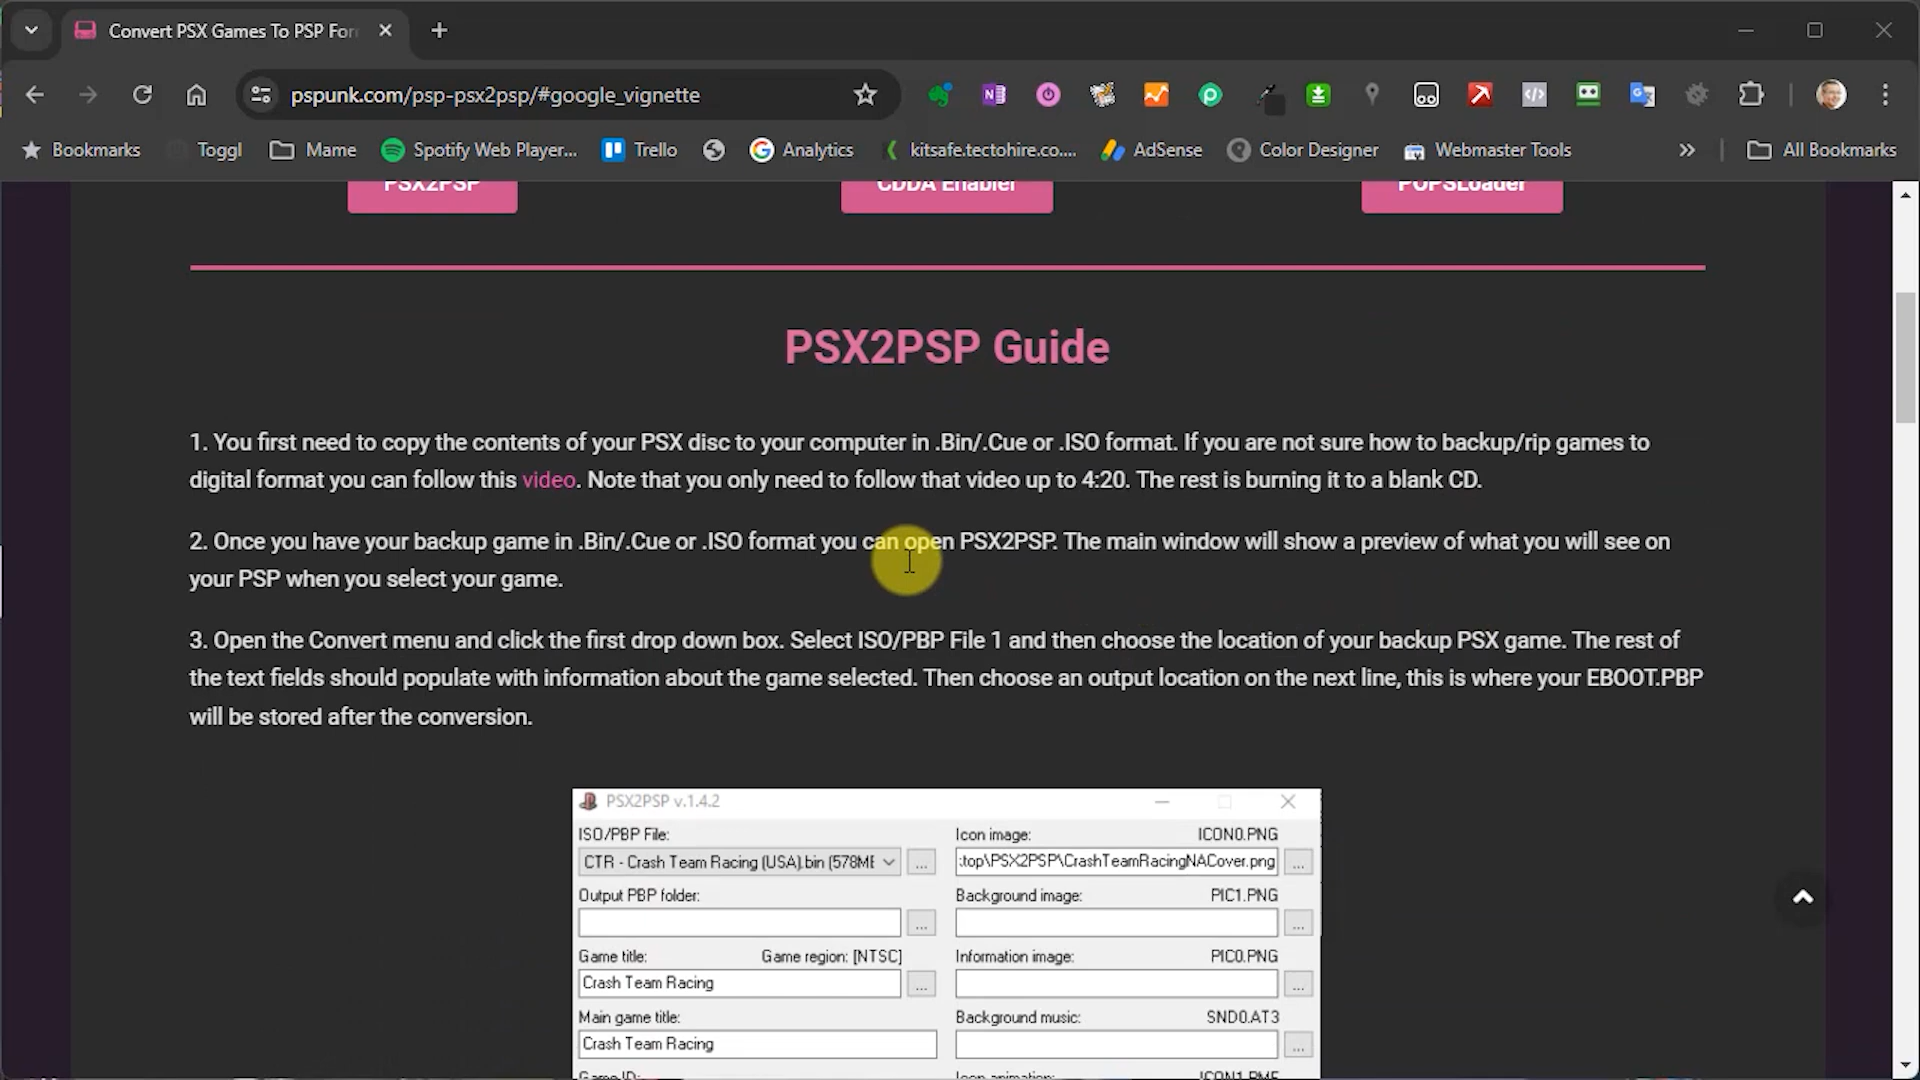 Convert PSX Games To PSP For
pspunk.com/psp-psx2psp/#google_vignette
Bookmarks Toggl Mame Spotify Web Player... Trello Analytics kitsafe.tectohire.co.... AdSense Color Designer Webmaster Tools All Bookmarks
PSX2PSP CDDA Enabler POPSLoader
PSX2PSP Guide
1. You first need to copy the contents of your PSX disc to your computer in .Bin/.Cue or .ISO format. If you are not sure how to backup/rip games to
digital format you can follow this video. Note that you only need to follow that video up to 4:20. The rest is burning it to a blank CD.
2. Once you have your backup game in .Bin/.Cue or .ISO format you can open PSX2PSP. The main window will show a preview of what you will see on
your PSP when you select your game.
3. Open the Convert menu and click the first drop down box. Select ISO/PBP File 1 and then choose the location of your backup PSX game. The rest of
the text fields should populate with information about the game selected. Then choose an output location on the next line, this is where your EBOOT.PBP
will be stored after the conversion.
PSX2PSP v.1.4.2
ISO/PBP File: Icon image: ICON0.PNG
CTR - Crash Team Racing (USA).bin (578ME ... :top\PSX2PSP\CrashTeamRacingNACover.png ...
Output PBP folder: Background image: PIC1.PNG
... ...
Game title: Game region: [NTSC] Information image: PIC0.PNG
Crash Team Racing ... ...
Main game title: Background music: SND0.AT3
Crash Team Racing ...
Game ID: Icon animation: ICON1.PMF